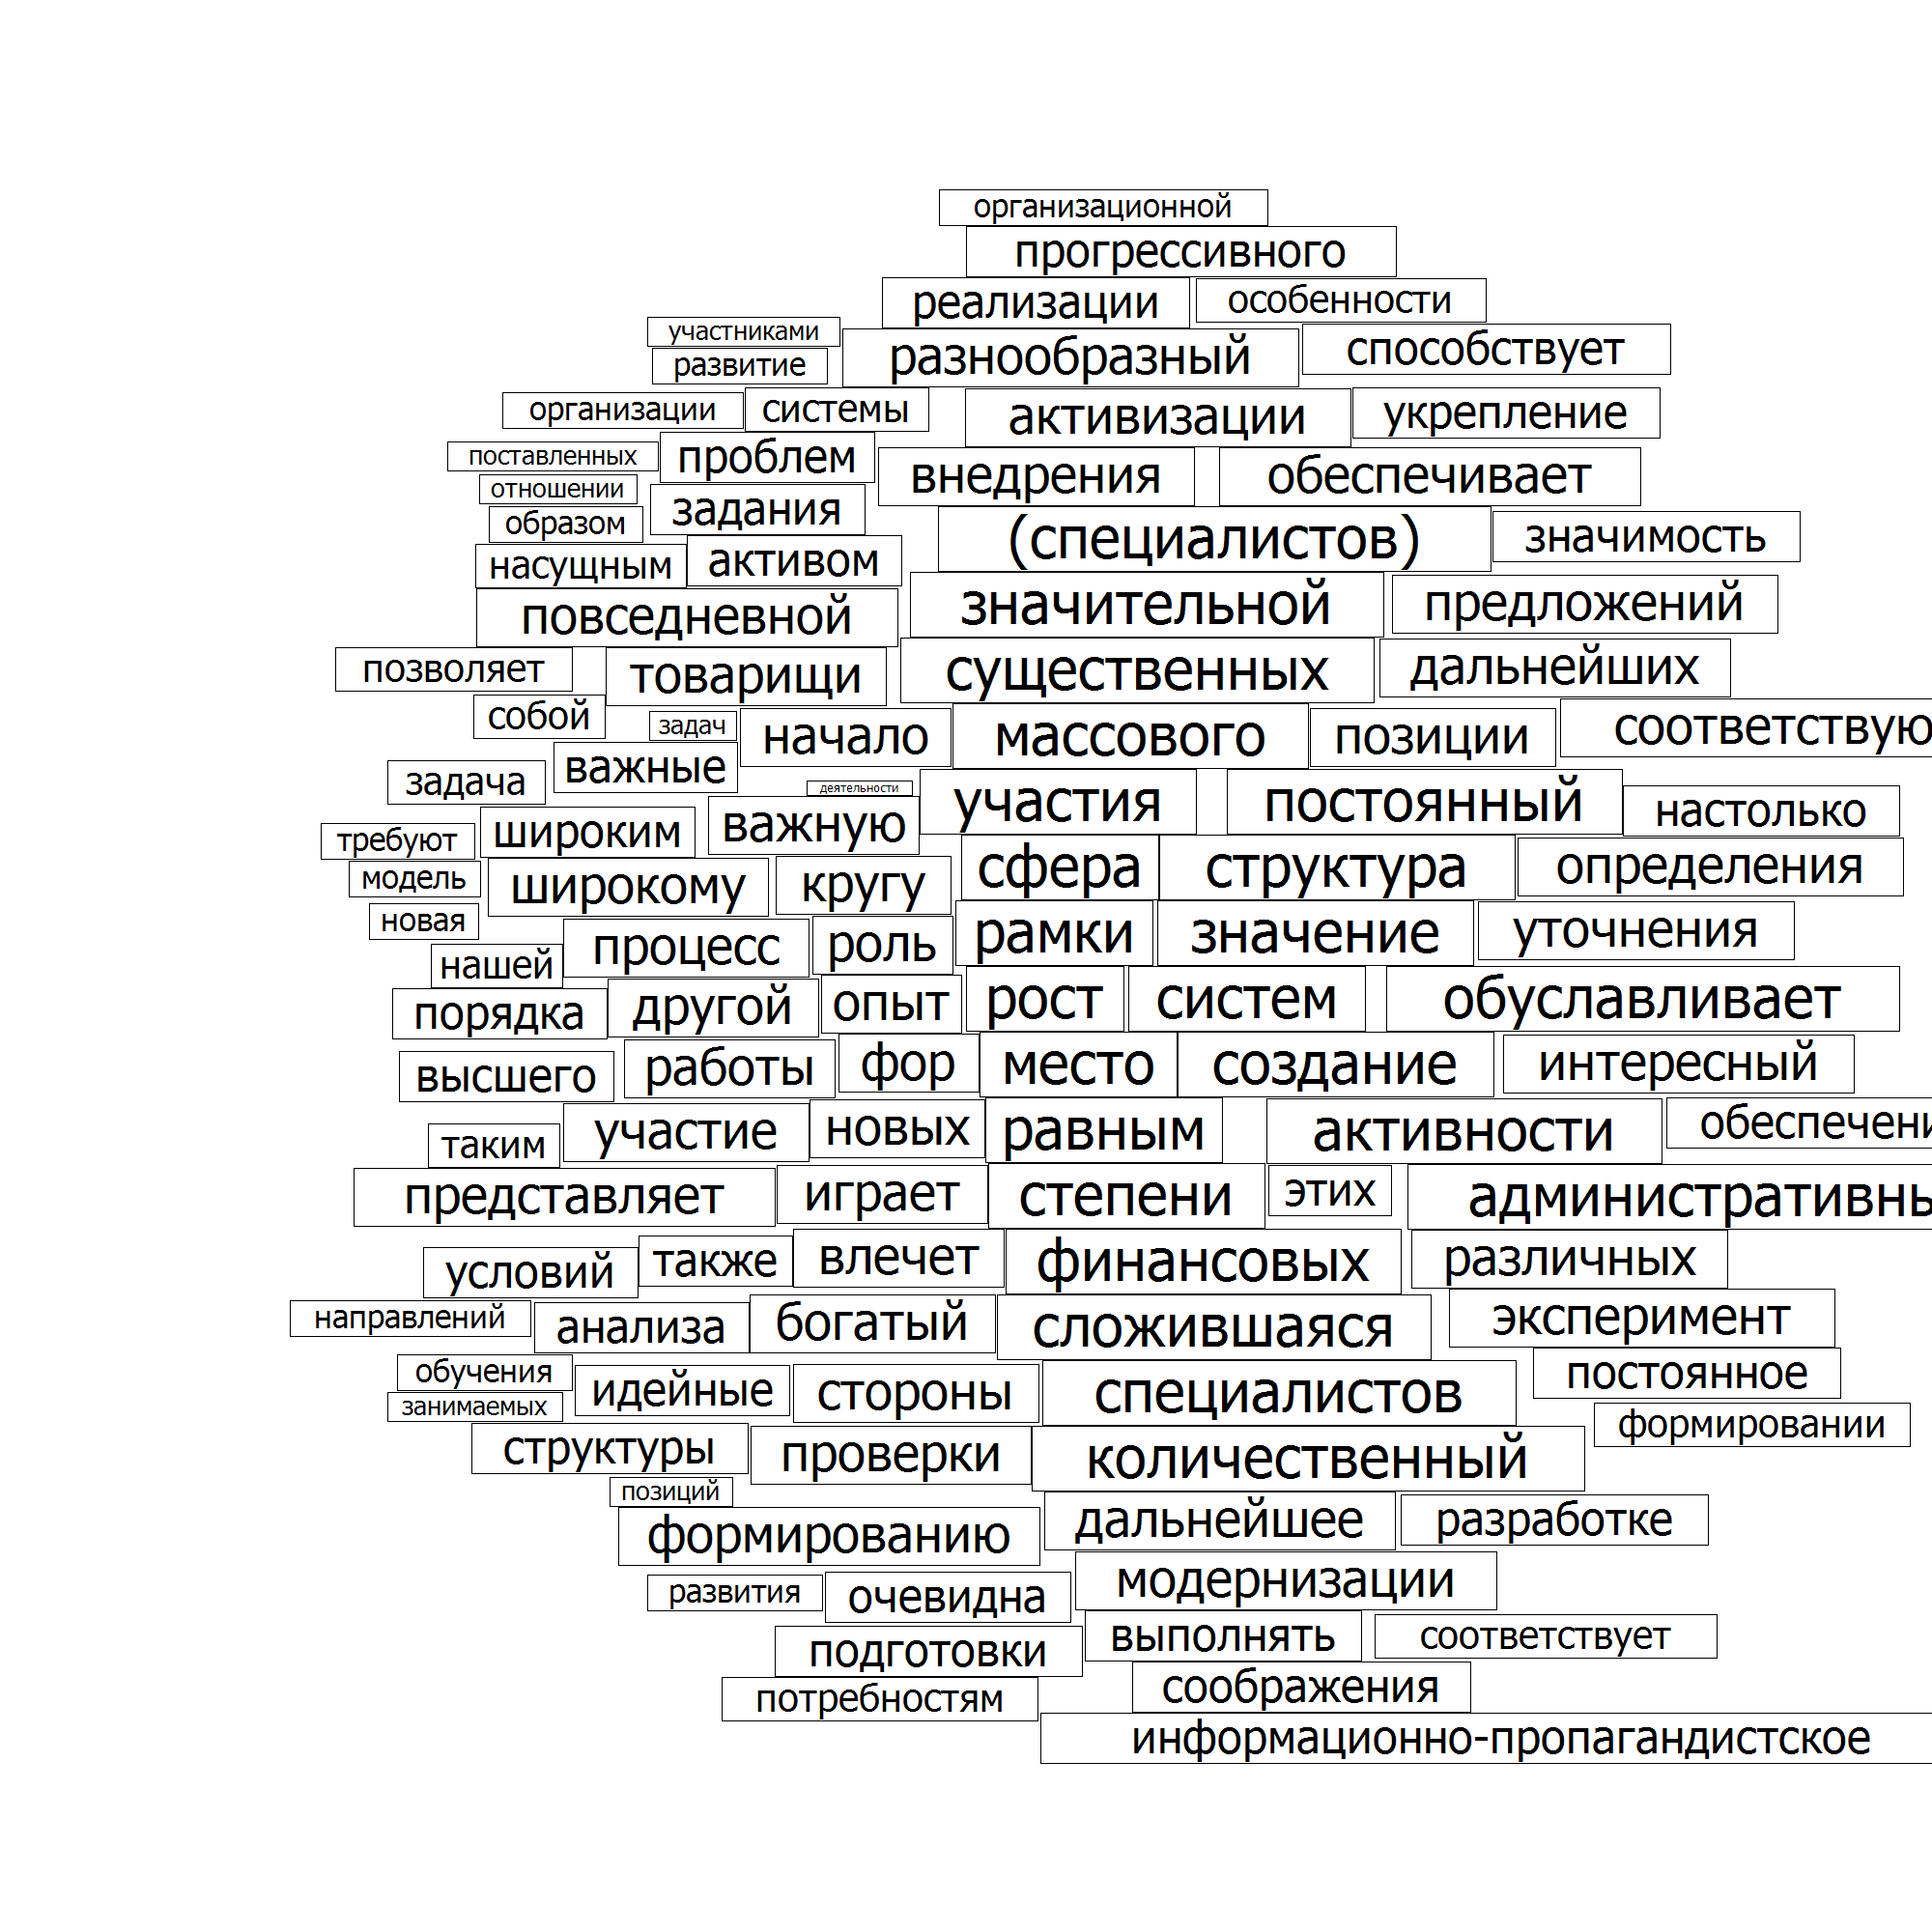 организационной
прогрессивного
реализации особенности
участниками разнообразный способствует
развитие
организации системы активизации укрепление
поставленных проблем внедрения обеспечивает
отношении задания
образом (специалистов) значимость
насущным активом
повседневной значительной предложений
позволяет товарищи существенных дальнейших
собой задач начало массового позиции соответствую
задача важные
деятельности участия постоянный настолько
требуют широким важную
модель широкому кругу сфера структура определения
новая процесс роль рамки значение уточнения
нашей
порядка другой опыт рост систем обуславливает
высшего работы фор место создание интересный
таким участие новых равным активности обеспечени
представляет играет степени этих административны
условий также влечет финансовых различных
направлений анализа богатый сложившаяся эксперимент
обучения идейные стороны специалистов постоянное
занимаемых формировании
структуры проверки количественный
позиций
формированию дальнейшее разработке
развития очевидна модернизации
подготовки выполнять соответствует
потребностям соображения
информационно-пропагандистское